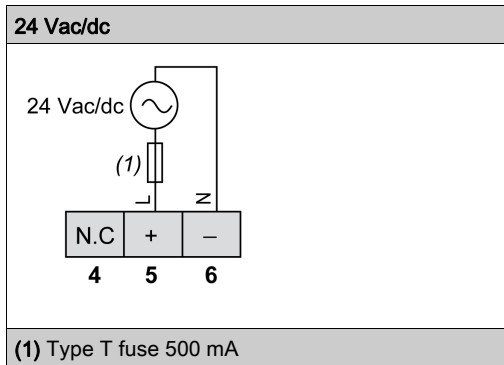 24 Vac/dc
24 Vac/dc
(1)
L N
N.C + –
4 5 6
(1) Type T fuse 500 mA